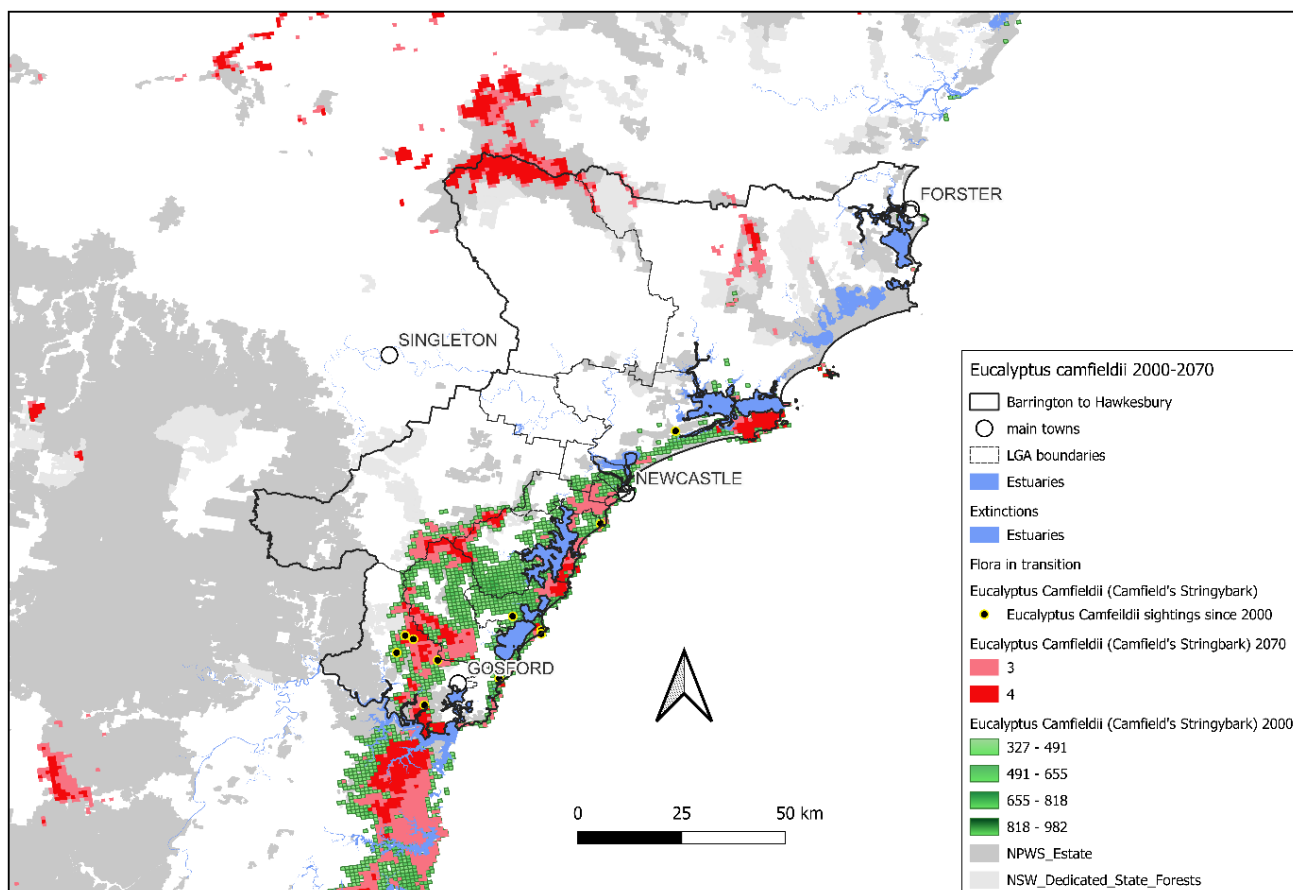 FORSTER
SINGLETON
NEWCASTLE
GOSFORD
0 25 50 km
Eucalyptus camfieldii 2000-2070
Barrington to Hawkesbury
main towns
LGA boundaries
Estuaries
Extinctions
Estuaries
Flora in transition
Eucalyptus Camfieldii (Camfield's Stringybark)
Eucalyptus Camfeildii sightings since 2000
Eucalyptus Camfieldii (Camfield's Stringbark) 2070
3
4
Eucalyptus Camfieldii (Camfield's Stringybark) 2000
327 - 491
491 - 655
655 - 818
818 - 982
NPWS_Estate
NSW_Dedicated_State_Forests